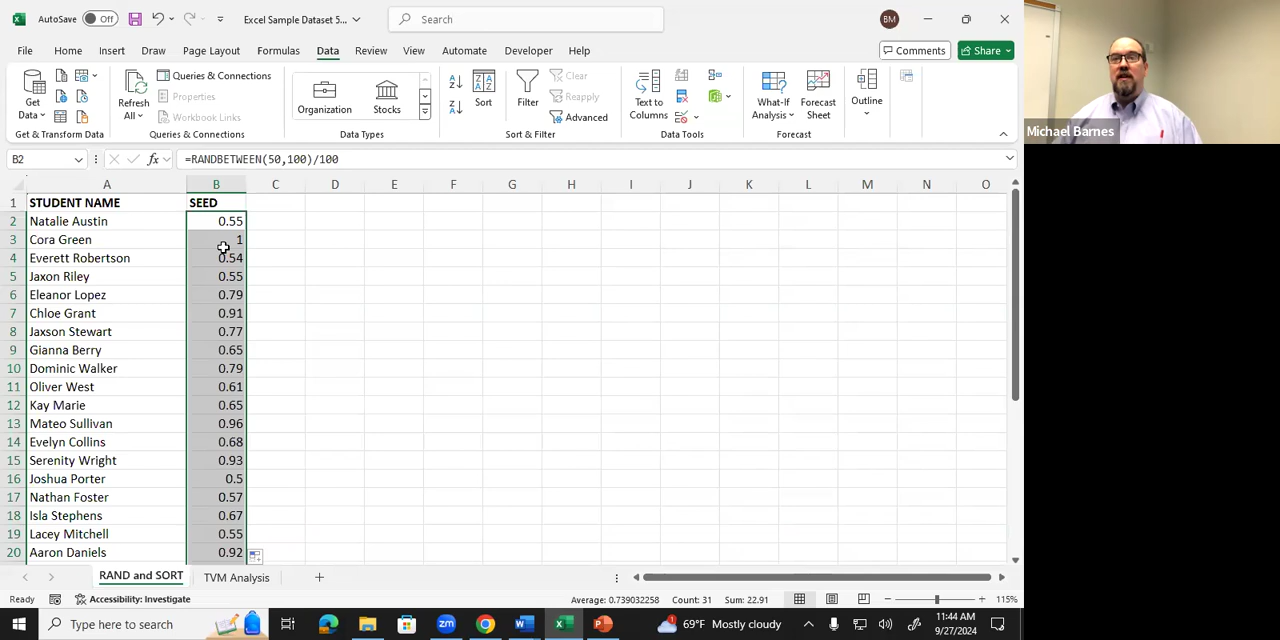 AutoSave Off Excel Sample Dataset 5... Search BM
File Home Insert Draw Page Layout Formulas Data Review View Automate Developer Help Comments Share
Get Data Refresh All Queries & Connections Properties Workbook Links Organization Stocks Sort Filter Clear Reapply Advanced Text to Columns What-If Analysis Forecast Sheet Outline
Get & Transform Data Queries & Connections Data Types Sort & Filter Data Tools Forecast
Michael Barnes
B2 fx =RANDBETWEEN(50,100)/100
A B C D E F G H I J K L M N O
1 STUDENT NAME SEED
2 Natalie Austin 0.55
3 Cora Green 1
4 Everett Robertson 0.54
5 Jaxon Riley 0.55
6 Eleanor Lopez 0.79
7 Chloe Grant 0.91
8 Jaxson Stewart 0.77
9 Gianna Berry 0.65
10 Dominic Walker 0.79
11 Oliver West 0.61
12 Kay Marie 0.65
13 Mateo Sullivan 0.96
14 Evelyn Collins 0.68
15 Serenity Wright 0.93
16 Joshua Porter 0.5
17 Nathan Foster 0.57
18 Isla Stephens 0.67
19 Lacey Mitchell 0.55
20 Aaron Daniels 0.92
RAND and SORT TVM Analysis
Ready Accessibility: Investigate Average: 0.739032258 Count: 31 Sum: 22.91 115%
Type here to search 69°F Mostly cloudy 11:44 AM
9/27/2024